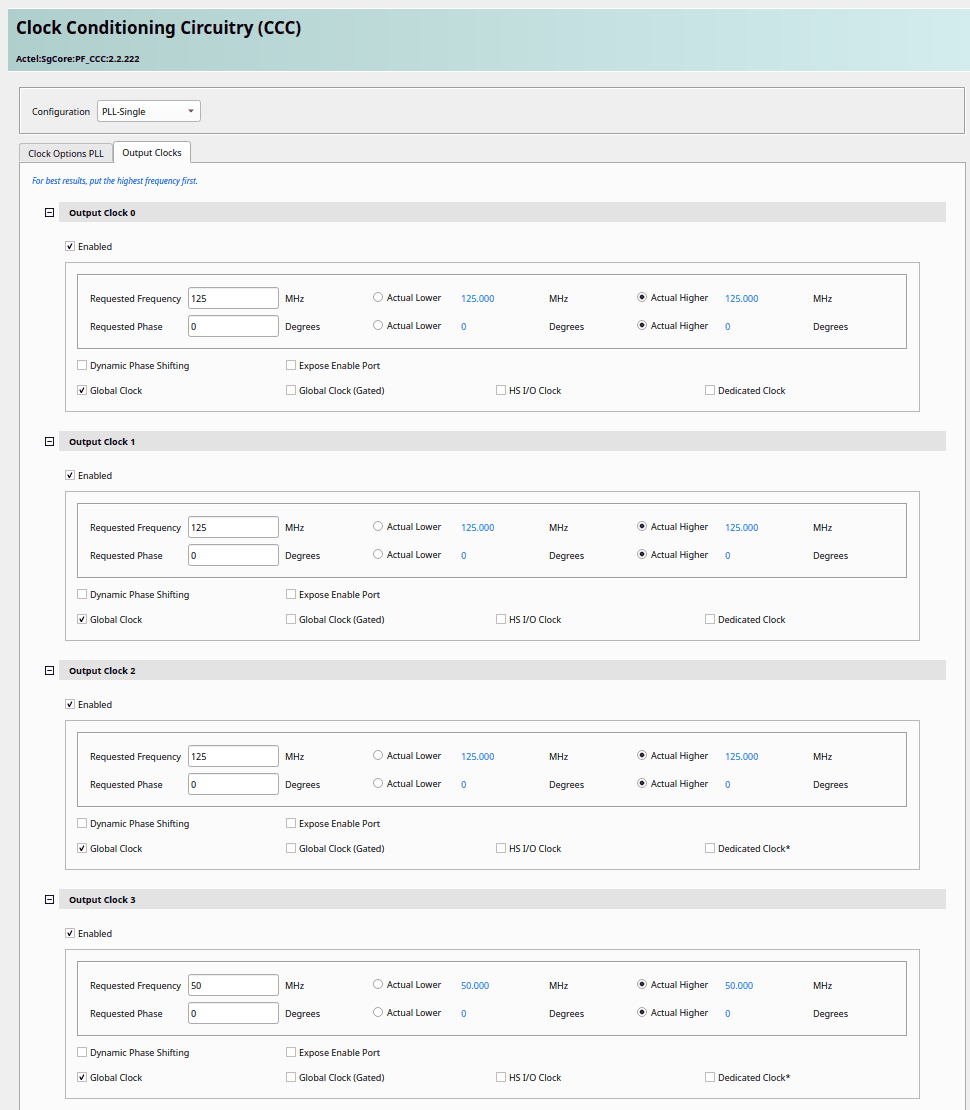 Clock Conditioning Circuitry (CCC)
Actel:SgCore:PF_CCC:2.2.222
Configuration PLL-Single
Clock Options PLL Output Clocks
For best results, put the highest frequency first.
Output Clock 0
Enabled
Requested Frequency 125 MHz Actual Lower 125.000 MHz Actual Higher 125.000 MHz
Requested Phase 0 Degrees Actual Lower 0 Degrees Actual Higher 0 Degrees
Dynamic Phase Shifting Expose Enable Port
Global Clock Global Clock (Gated) HS I/O Clock Dedicated Clock
Output Clock 1
Enabled
Requested Frequency 125 MHz Actual Lower 125.000 MHz Actual Higher 125.000 MHz
Requested Phase 0 Degrees Actual Lower 0 Degrees Actual Higher 0 Degrees
Dynamic Phase Shifting Expose Enable Port
Global Clock Global Clock (Gated) HS I/O Clock Dedicated Clock
Output Clock 2
Enabled
Requested Frequency 125 MHz Actual Lower 125.000 MHz Actual Higher 125.000 MHz
Requested Phase 0 Degrees Actual Lower 0 Degrees Actual Higher 0 Degrees
Dynamic Phase Shifting Expose Enable Port
Global Clock Global Clock (Gated) HS I/O Clock Dedicated Clock*
Output Clock 3
Enabled
Requested Frequency 50 MHz Actual Lower 50.000 MHz Actual Higher 50.000 MHz
Requested Phase 0 Degrees Actual Lower 0 Degrees Actual Higher 0 Degrees
Dynamic Phase Shifting Expose Enable Port
Global Clock Global Clock (Gated) HS I/O Clock Dedicated Clock*